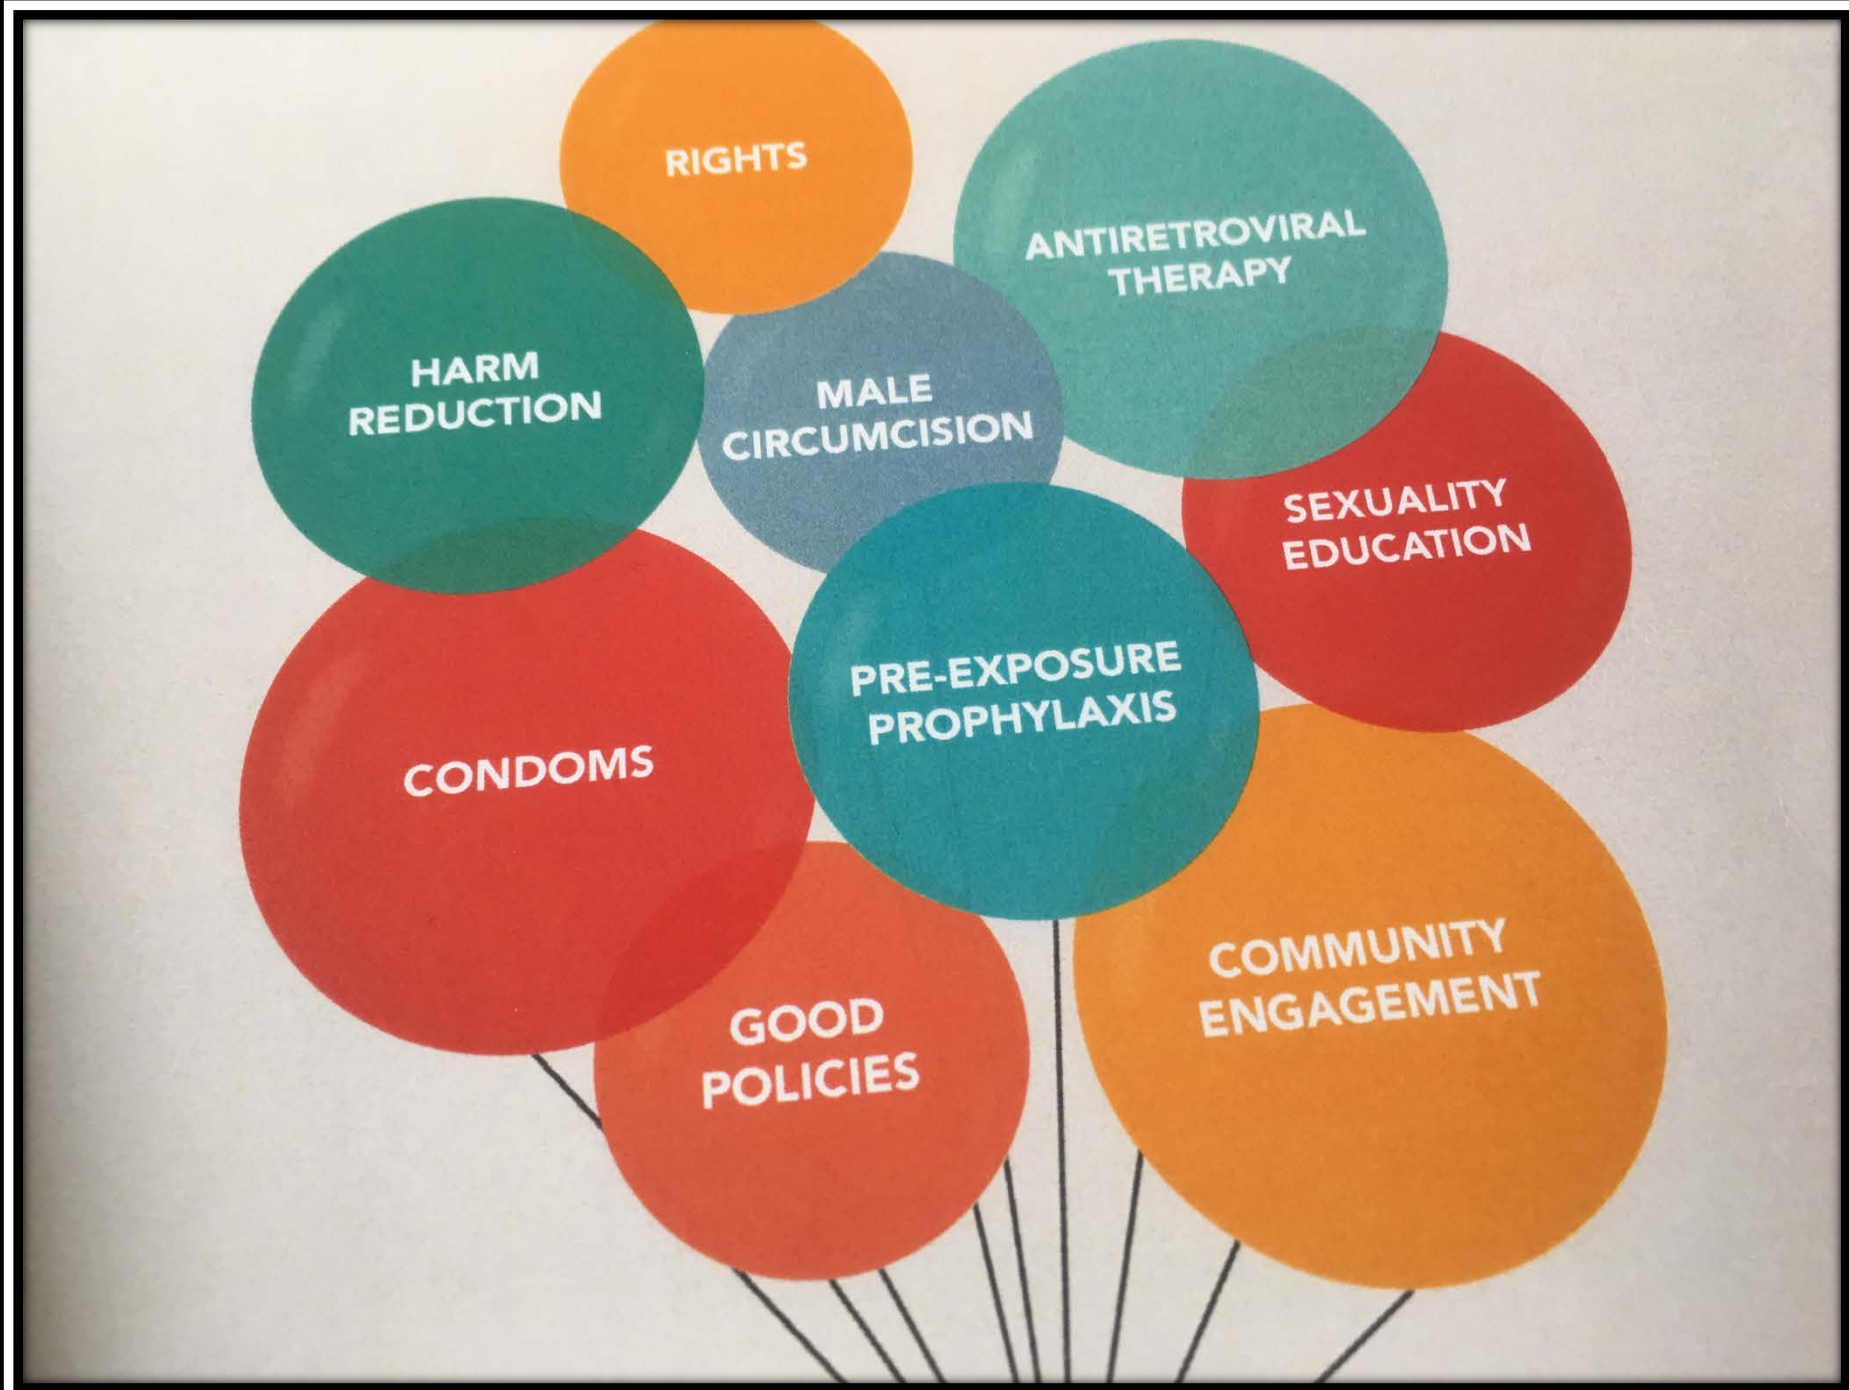 RIGHTS
ANTIRETROVIRAL
THERAPY
HARM
REDUCTION
MALE
CIRCUMCISION
SEXUALITY
EDUCATION
PRE-EXPOSURE
PROPHYLAXIS
CONDOMS
COMMUNITY
ENGAGEMENT
GOOD
POLICIES